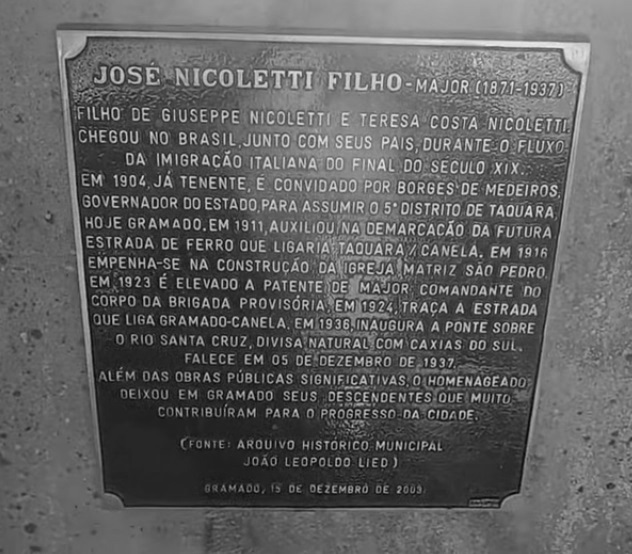 JOSÉ NICOLETTI FILHO - MAJOR (1871-1937)
FILHO DE GIUSEPPE NICOLETTI E TERESA COSTA NICOLETTI,
CHEGOU NO BRASIL, JUNTO COM SEUS PAIS, DURANTE O FLUXO
DA IMIGRAÇÃO ITALIANA DO FINAL DO SÉCULO XIX.
EM 1904, JÁ TENENTE, É CONVIDADO POR BORGES DE MEDEIROS,
GOVERNADOR DO ESTADO, PARA ASSUMIR O 5º DISTRITO DE TAQUARA,
HOJE GRAMADO. EM 1911, AUXILIOU NA DEMARCAÇÃO DA FUTURA
ESTRADA DE FERRO QUE LIGARIA TAQUARA / CANELA. EM 1916
EMPENHA-SE NA CONSTRUÇÃO DA IGREJA MATRIZ SÃO PEDRO.
EM 1923 É ELEVADO A PATENTE DE MAJOR COMANDANTE DO
CORPO DA BRIGADA PROVISÓRIA, EM 1924, TRAÇA A ESTRADA
QUE LIGA GRAMADO-CANELA, EM 1936, INAUGURA A PONTE SOBRE
O RIO SANTA CRUZ, DIVISA NATURAL COM CAXIAS DO SUL.
FALECE EM 05 DE DEZEMBRO DE 1937.
ALÉM DAS OBRAS PÚBLICAS SIGNIFICATIVAS, O HOMENAGEADO
DEIXOU EM GRAMADO SEUS DESCENDENTES QUE MUITO
CONTRIBUÍRAM PARA O PROGRESSO DA CIDADE.
(FONTE: ARQUIVO HISTÓRICO MUNICIPAL
JOÃO LEOPOLDO LIED)
GRAMADO, 15 DE DEZEMBRO DE 2003